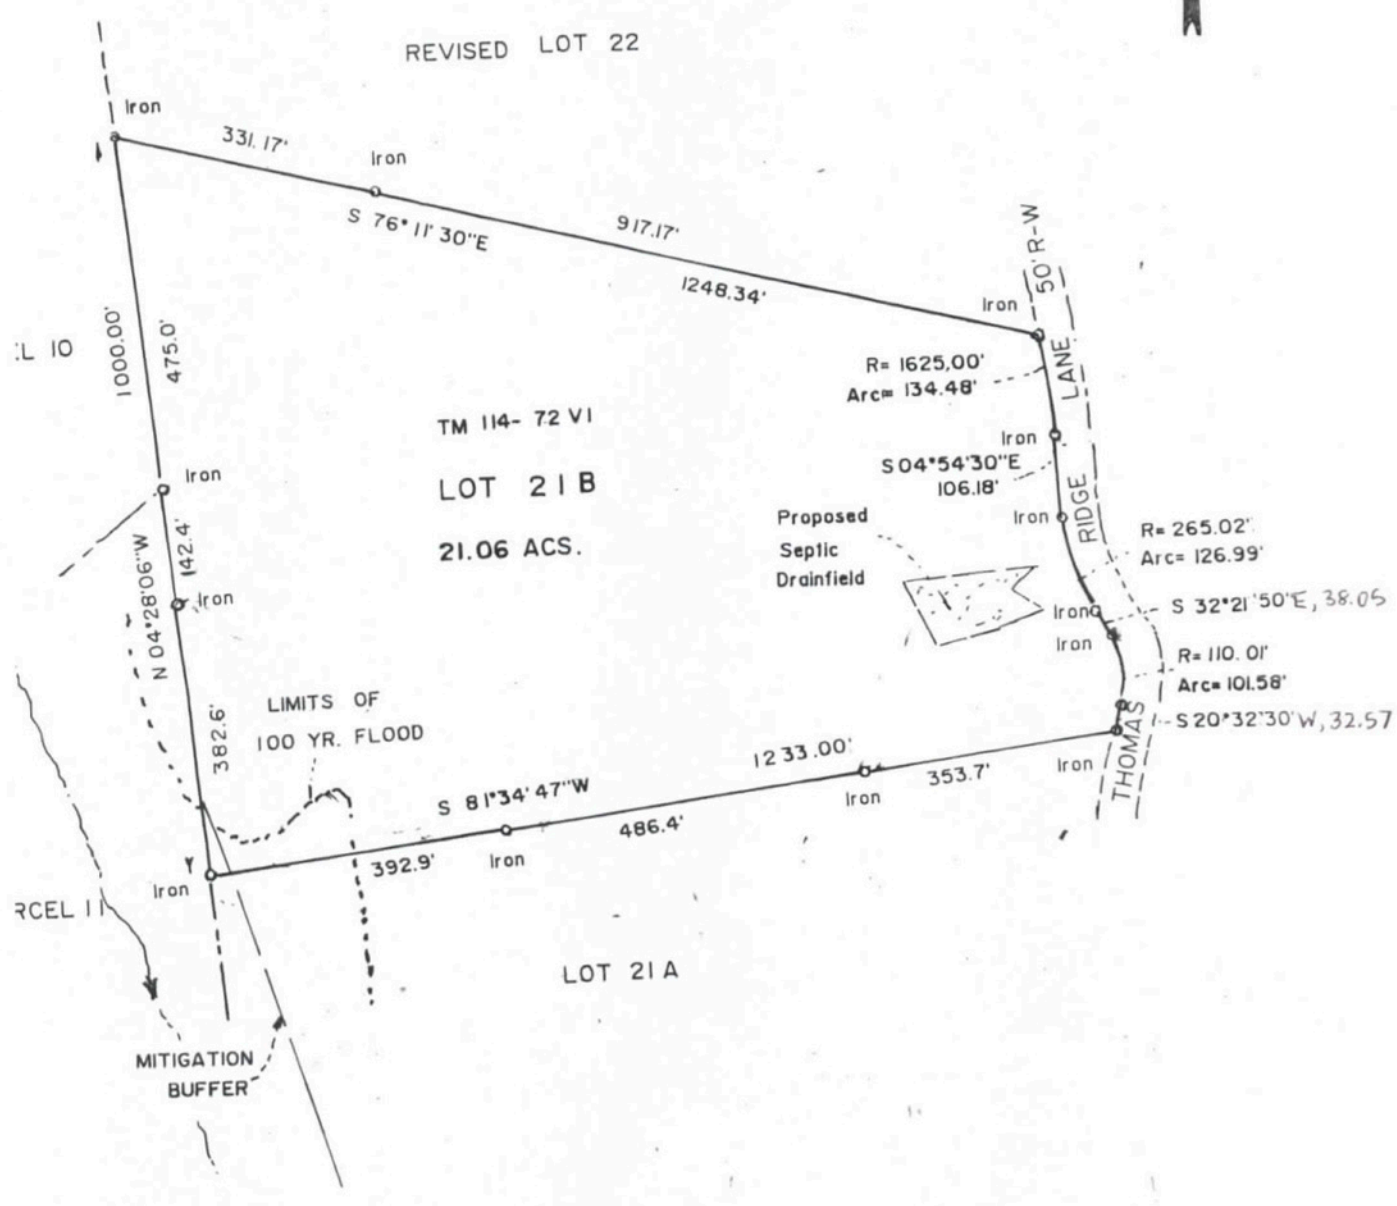 REVISED LOT 22
Iron
331.17'
Iron
S 76°11'30"E
917.17'
1248.34'
Iron
50' R-W
1000.00'
475.0'
:L 10
R= 1625.00'
Arc= 134.48'
LANE
TM 114- 72 VI
LOT 21B
21.06 ACS.
Iron
S 04°54'30"E
106.18'
Iron
Iron
RIDGE
Proposed
Septic
Drainfield
R= 265.02'
Arc= 126.99'
N 04°28'06"W
142.4'
Iron
Iron
S 32°21'50"E, 38.05
Iron
R= 110.01'
Arc= 101.58'
S 20°32'30"W, 32.57
THOMAS
LIMITS OF
100 YR. FLOOD
382.6'
1233.00'
Iron
353.7'
Iron
S 81°34'47"W
486.4'
392.9'
Iron
Iron
RCEL 11
LOT 21A
MITIGATION
BUFFER